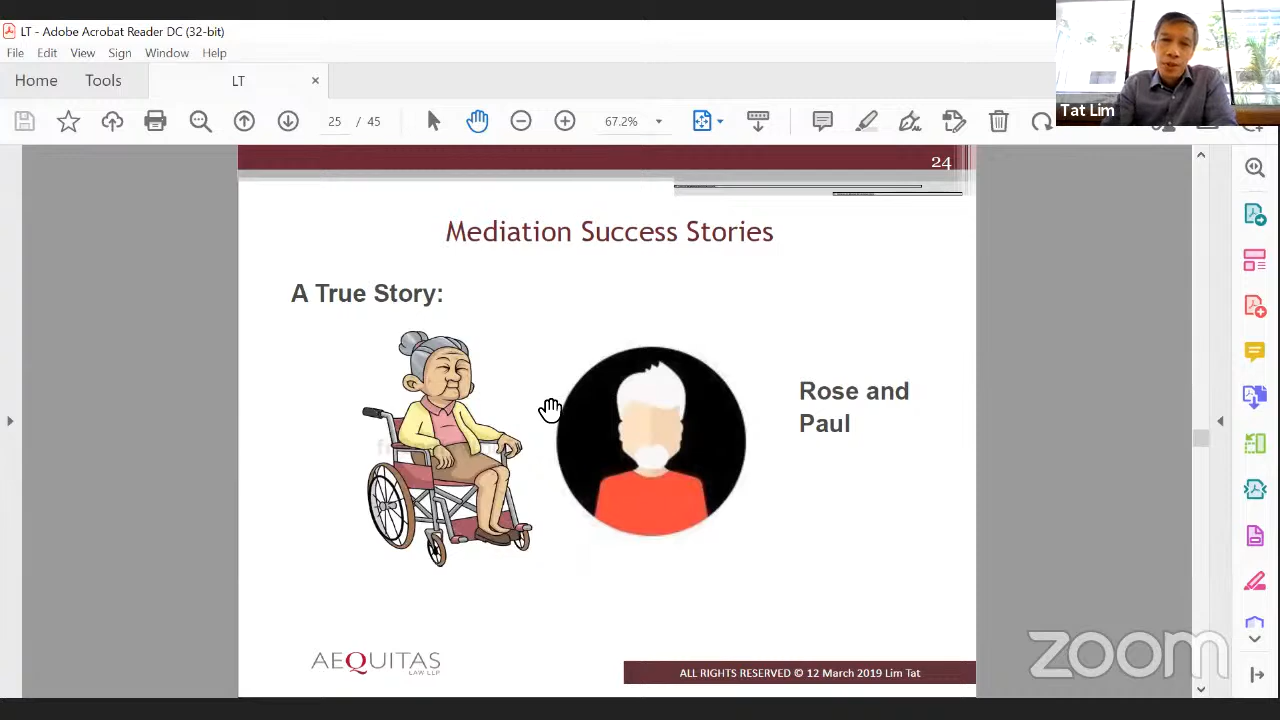 LT - Adobe Acrobat Reader DC (32-bit)
File Edit View Sign Window Help
Home Tools LT
25 / 45 67.2%
Tat Lim
24
Mediation Success Stories
A True Story:
Rose and
Paul
AEQUITAS
LAW LLP
ALL RIGHTS RESERVED © 12 March 2019 Lim Tat
zoom